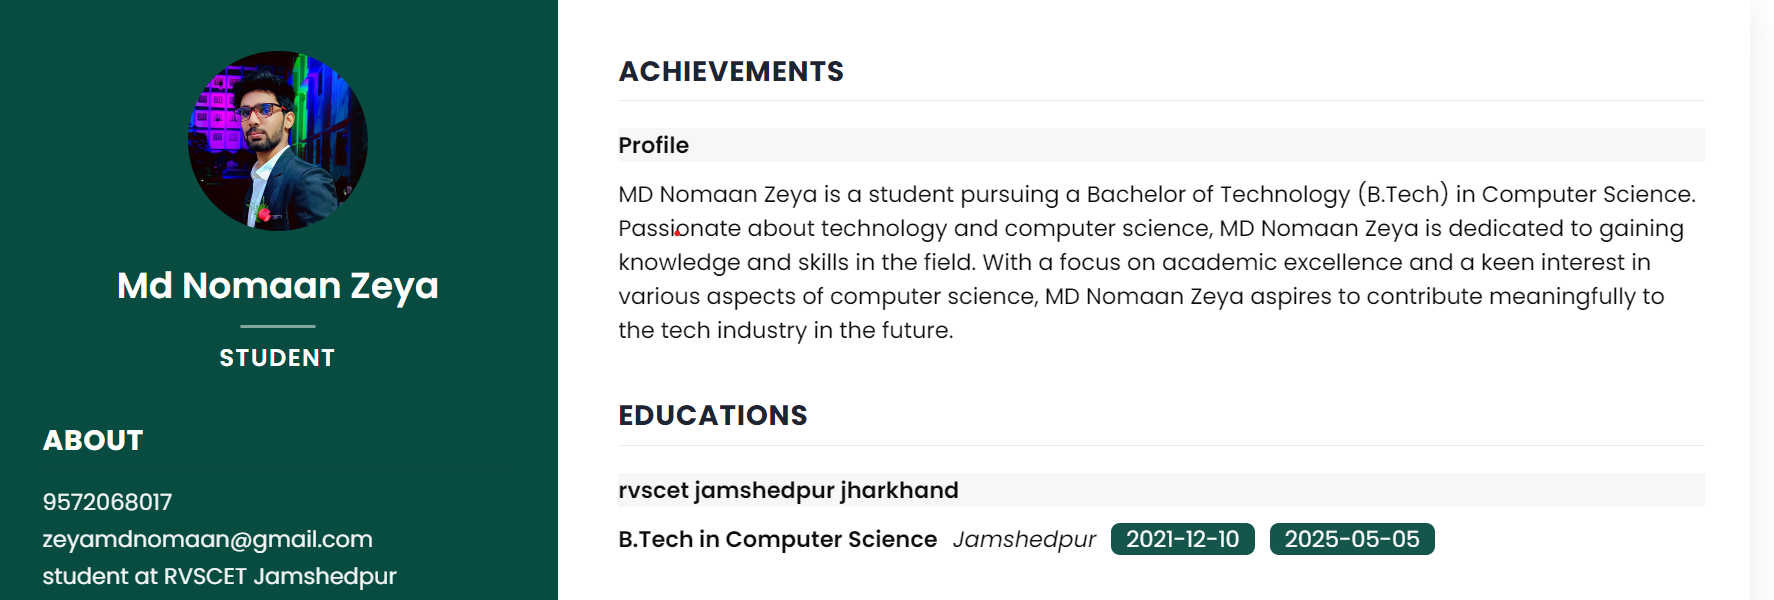 Md Nomaan Zeya
STUDENT
ABOUT
9572068017
zeyamdnomaan@gmail.com
student at RVSCET Jamshedpur
ACHIEVEMENTS
Profile
MD Nomaan Zeya is a student pursuing a Bachelor of Technology (B.Tech) in Computer Science.
Passionate about technology and computer science, MD Nomaan Zeya is dedicated to gaining
knowledge and skills in the field. With a focus on academic excellence and a keen interest in
various aspects of computer science, MD Nomaan Zeya aspires to contribute meaningfully to
the tech industry in the future.
EDUCATIONS
rvscet jamshedpur jharkhand
B.Tech in Computer Science Jamshedpur 2021-12-10 2025-05-05